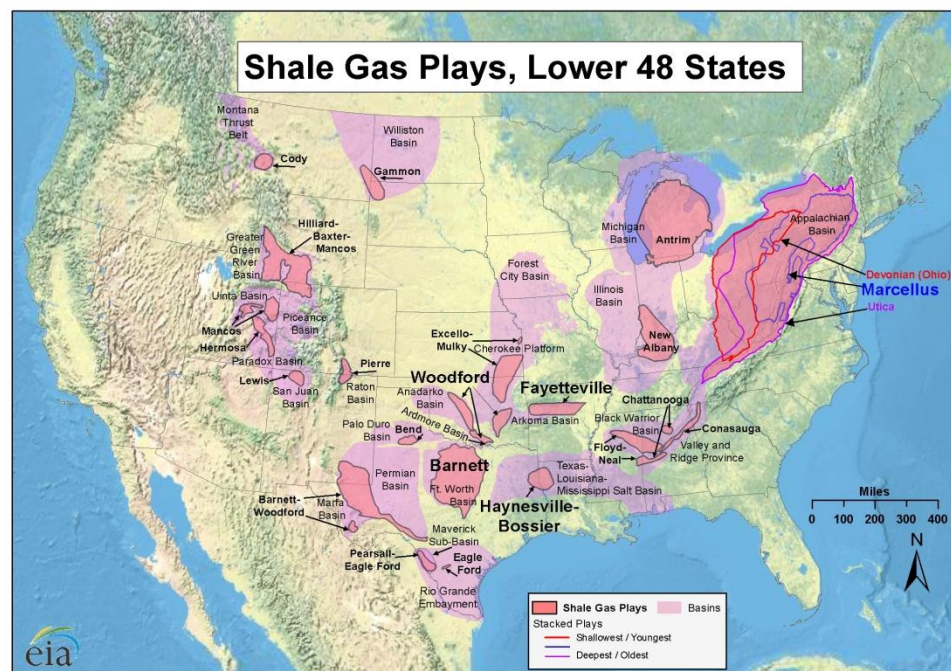 Shale Gas Plays, Lower 48 States
Montana
Thrust
Belt
Cody
Williston
Basin
Gammon
Hilliard-
Baxter-
Mancos
Greater
Green
River
Basin
Uinta Basin
Mancos
Piceance
Basin
Hermosa
Paradox Basin
Lewis
San Juan
Basin
Pierre
Raton
Basin
Michigan
Basin
Antrim
Appalachian
Basin
Devonian (Ohio)
Marcellus
Utica
Forest
City Basin
Illinois
Basin
New
Albany
Excello-
Mulky
Cherokee Platform
Woodford
Anadarko
Basin
Ardmore Basin
Fayetteville
Arkoma Basin
Palo Duro
Basin
Bend
Chattanooga
Black Warrior
Basin
Conasauga
Floyd-
Neal
Valley and
Ridge Province
Permian
Basin
Barnett
Ft. Worth
Basin
Texas-
Louisiana-
Mississippi Salt Basin
Haynesville-
Bossier
Barnett-
Woodford
Marfa
Basin
Maverick
Sub-Basin
Pearsall-
Eagle Ford
Eagle
Ford
Rio Grande
Embayment
Miles
0 100 200 300 400
N
Shale Gas Plays
Basins
Stacked Plays
Shallowest / Youngest
Deepest / Oldest
eia